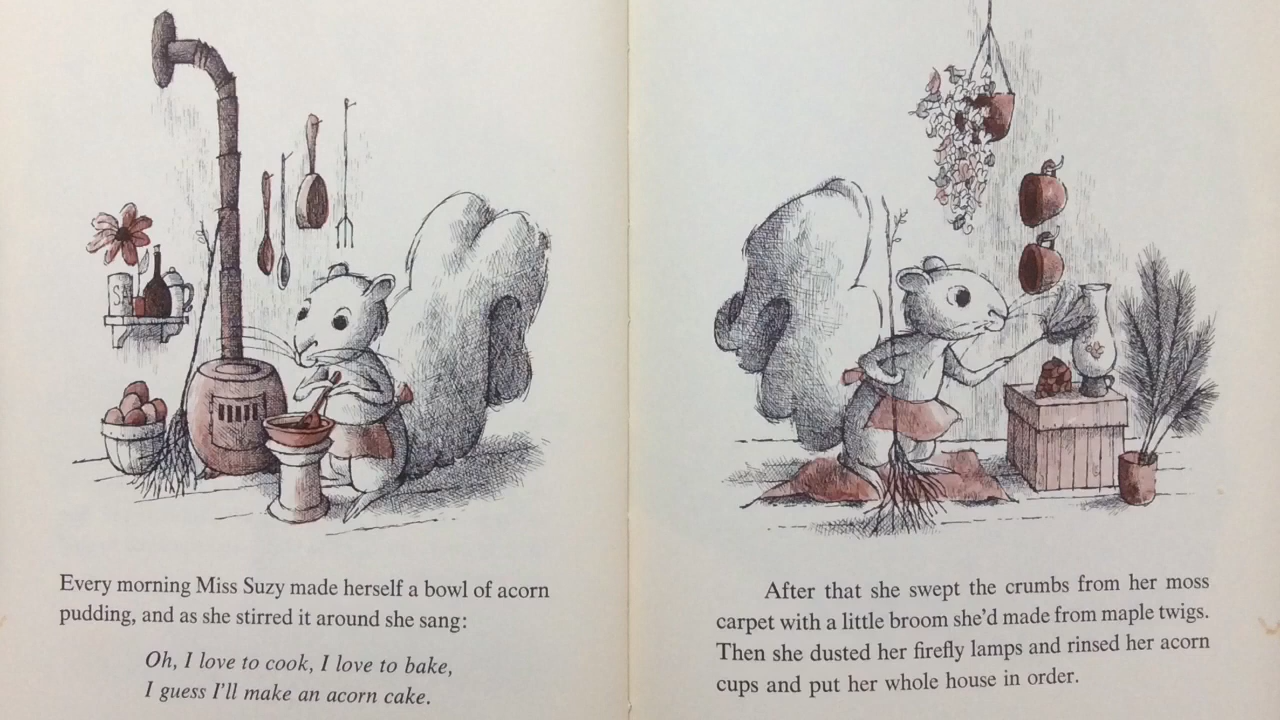 Every morning Miss Suzy made herself a bowl of acorn
pudding, and as she stirred it around she sang:
Oh, I love to cook, I love to bake,
I guess I'll make an acorn cake.
After that she swept the crumbs from her moss
carpet with a little broom she'd made from maple twigs.
Then she dusted her firefly lamps and rinsed her acorn
cups and put her whole house in order.